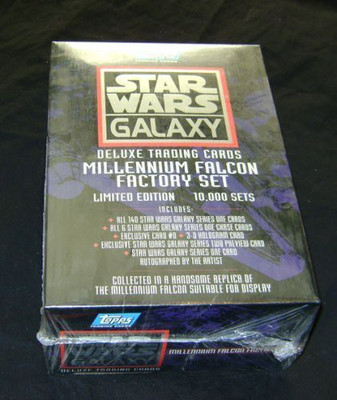 STAR
WARS
GALAXY
DELUXE TRADING CARDS
MILLENNIUM FALCON
FACTORY SET
LIMITED EDITION 10,000 SETS
INCLUDES:
• ALL 140 STAR WARS GALAXY SERIES ONE CARDS
• ALL 6 STAR WARS GALAXY SERIES ONE CHASE CARDS
• EXCLUSIVE CARD #0 • 3-D HOLOGRAM CARD
• EXCLUSIVE STAR WARS GALAXY SERIES TWO PREVIEW CARD
• STAR WARS GALAXY SERIES ONE CARD
AUTOGRAPHED BY THE ARTIST
COLLECTED IN A HANDSOME REPLICA OF
THE MILLENNIUM FALCON SUITABLE FOR DISPLAY
TOPPS
STAR WARS
GALAXY
MILLENNIUM FALCON
DELUXE TRADING CARDS